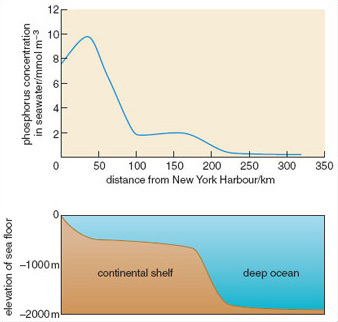 phosphorus concentration
in seawater/mmol m⁻³
12
10
8
6
4
2
0 50 100 150 200 250 300 350
distance from New York Harbour/km
elevation of sea floor
0
–1000 m
–2000 m
continental shelf deep ocean